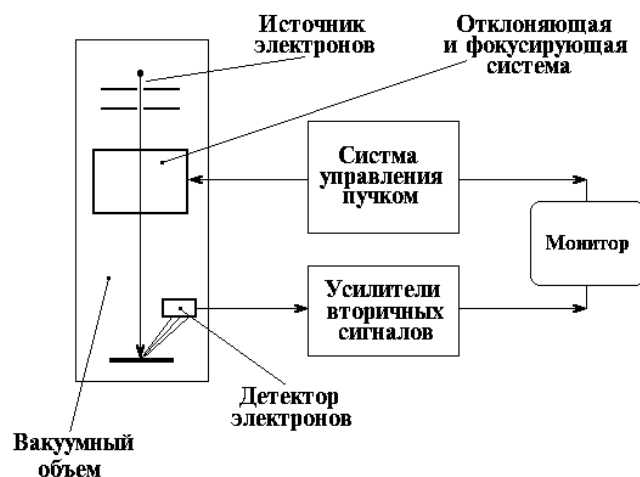 Источник
электронов
Отклоняющая
и фокусирующая
система
Систма
управления
пучком
Монитор
Усилители
вторичных
сигналов
Детектор
электронов
Вакуумный
объем